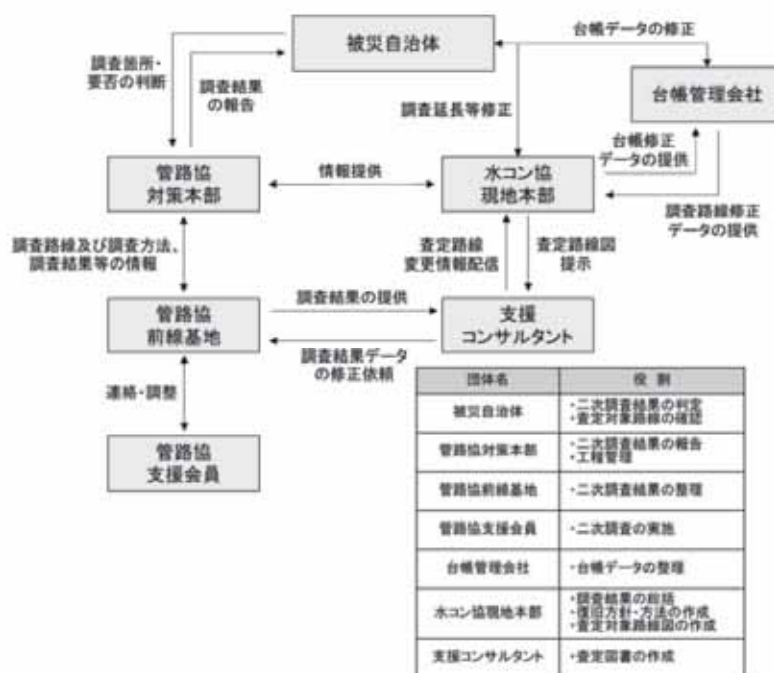 被災自治体
台帳データの修正
調査箇所・
要否の判断
調査結果
の報告
調査延長等修正
台帳管理会社
台帳修正
データの提供
管路協
対策本部
情報提供
水コン協
現地本部
調査路線修正
データの提供
調査路線及び調査方法、
調査結果等の情報
査定路線
変更情報配信
査定路線図
提示
管路協
前線基地
調査結果の提供
支援
コンサルタント
調査結果データ
の修正依頼
連絡・調整
管路協
支援会員
団体名 役 割
被災自治体 ・二次調査結果の判定
・査定対象路線の確認
管路協対策本部 ・二次調査結果の報告
・工程管理
管路協前線基地 ・二次調査結果の整理
管路協支援会員 ・二次調査の実施
台帳管理会社 ・台帳データの整理
水コン協現地本部 ・調査結果の総括
・復旧方針・方法の作成
・査定対象路線図の作成
支援コンサルタント ・査定図書の作成